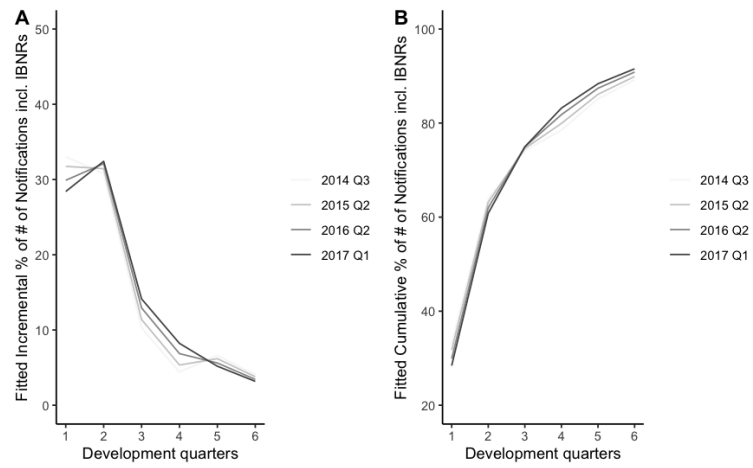 A
Fitted Incremental % of # of Notifications incl. IBNRs
50
40
30
20
10
0
1 2 3 4 5 6
Development quarters
2014 Q3
2015 Q2
2016 Q2
2017 Q1
B
Fitted Cumulative % of # of Notifications incl. IBNRs
100
80
60
40
20
1 2 3 4 5 6
Development quarters
2014 Q3
2015 Q2
2016 Q2
2017 Q1